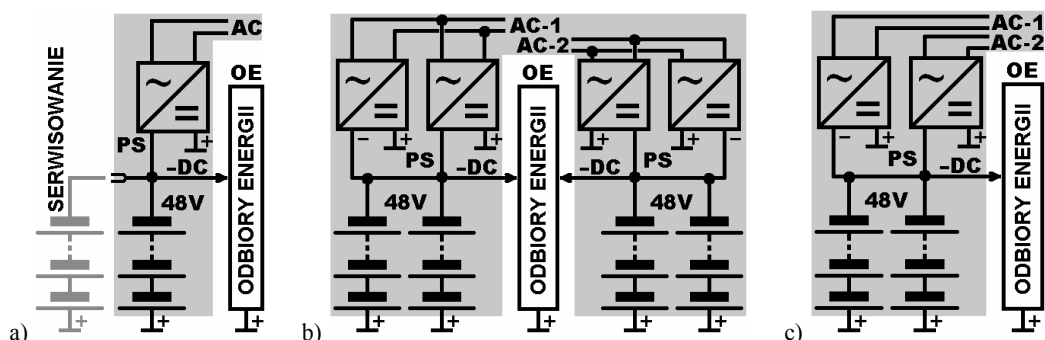 a)
SERWISOWANIE
AC
OE
PS
+
–DC
48V
ODBIORY ENERGII
+
+
+
b)
AC-1
AC-2
OE
–
+
+
+
+
–
PS
–DC
–DC
PS
48V
48V
ODBIORY ENERGII
+
+
+
+
+
c)
AC-1
AC-2
OE
–
+
+
PS
–DC
48V
ODBIORY ENERGII
+
+
+